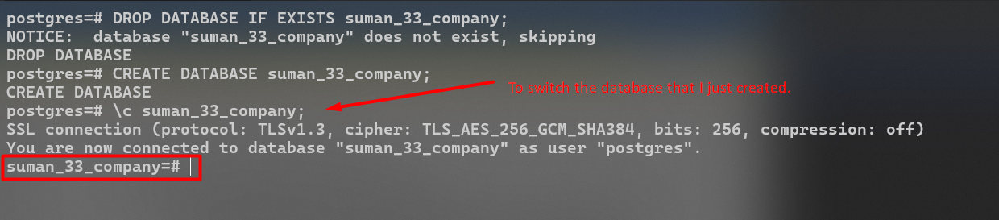 postgres=# DROP DATABASE IF EXISTS suman_33_company;
NOTICE:  database "suman_33_company" does not exist, skipping
DROP DATABASE
postgres=# CREATE DATABASE suman_33_company;
CREATE DATABASE
To switch the database that I just created.
postgres=# \c suman_33_company;
SSL connection (protocol: TLSv1.3, cipher: TLS_AES_256_GCM_SHA384, bits: 256, compression: off)
You are now connected to database "suman_33_company" as user "postgres".
suman_33_company=#